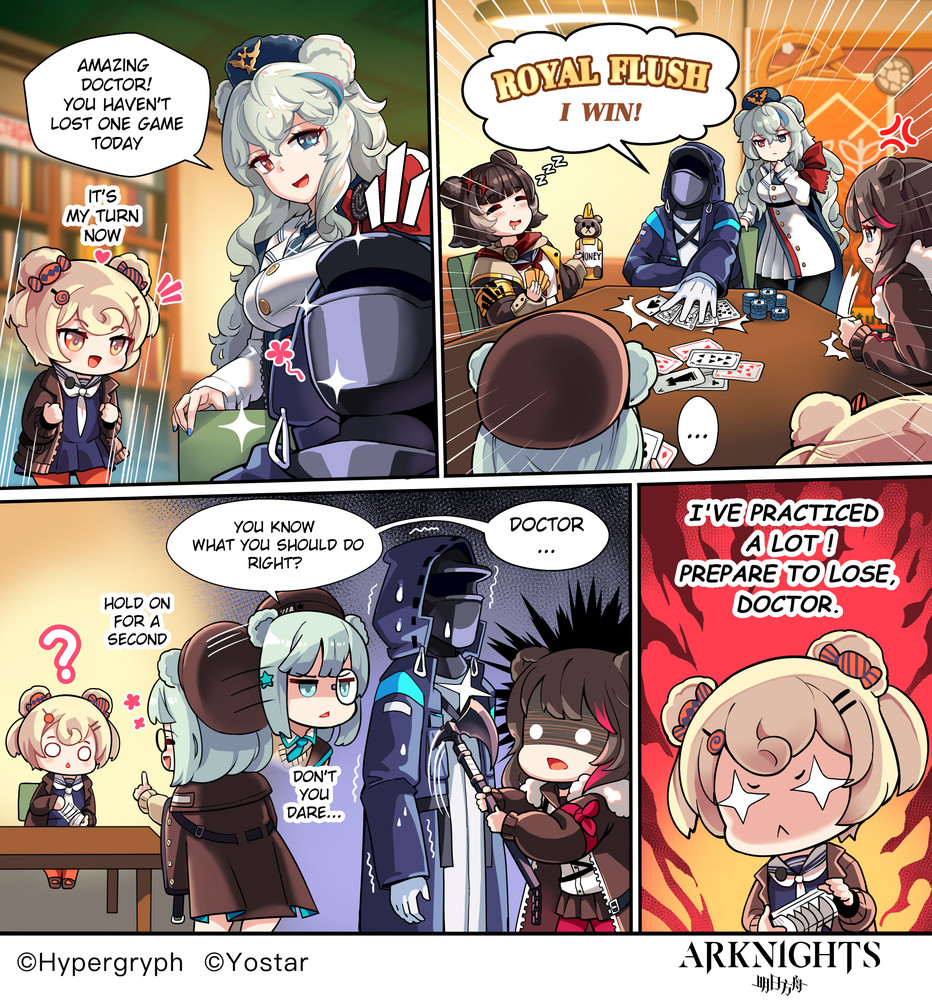 AMAZING
DOCTOR!
YOU HAVEN'T
LOST ONE GAME
TODAY
IT'S
MY TURN
NOW
ROYAL FLUSH
I WIN!
zzz
HONEY
...
YOU KNOW
WHAT YOU SHOULD DO
RIGHT?
DOCTOR
...
HOLD ON
FOR A
SECOND
?
DON'T
YOU
DARE...
I'VE PRACTICED
A LOT!
PREPARE TO LOSE,
DOCTOR.
©Hypergryph ©Yostar
ARKNIGHTS
明日方舟